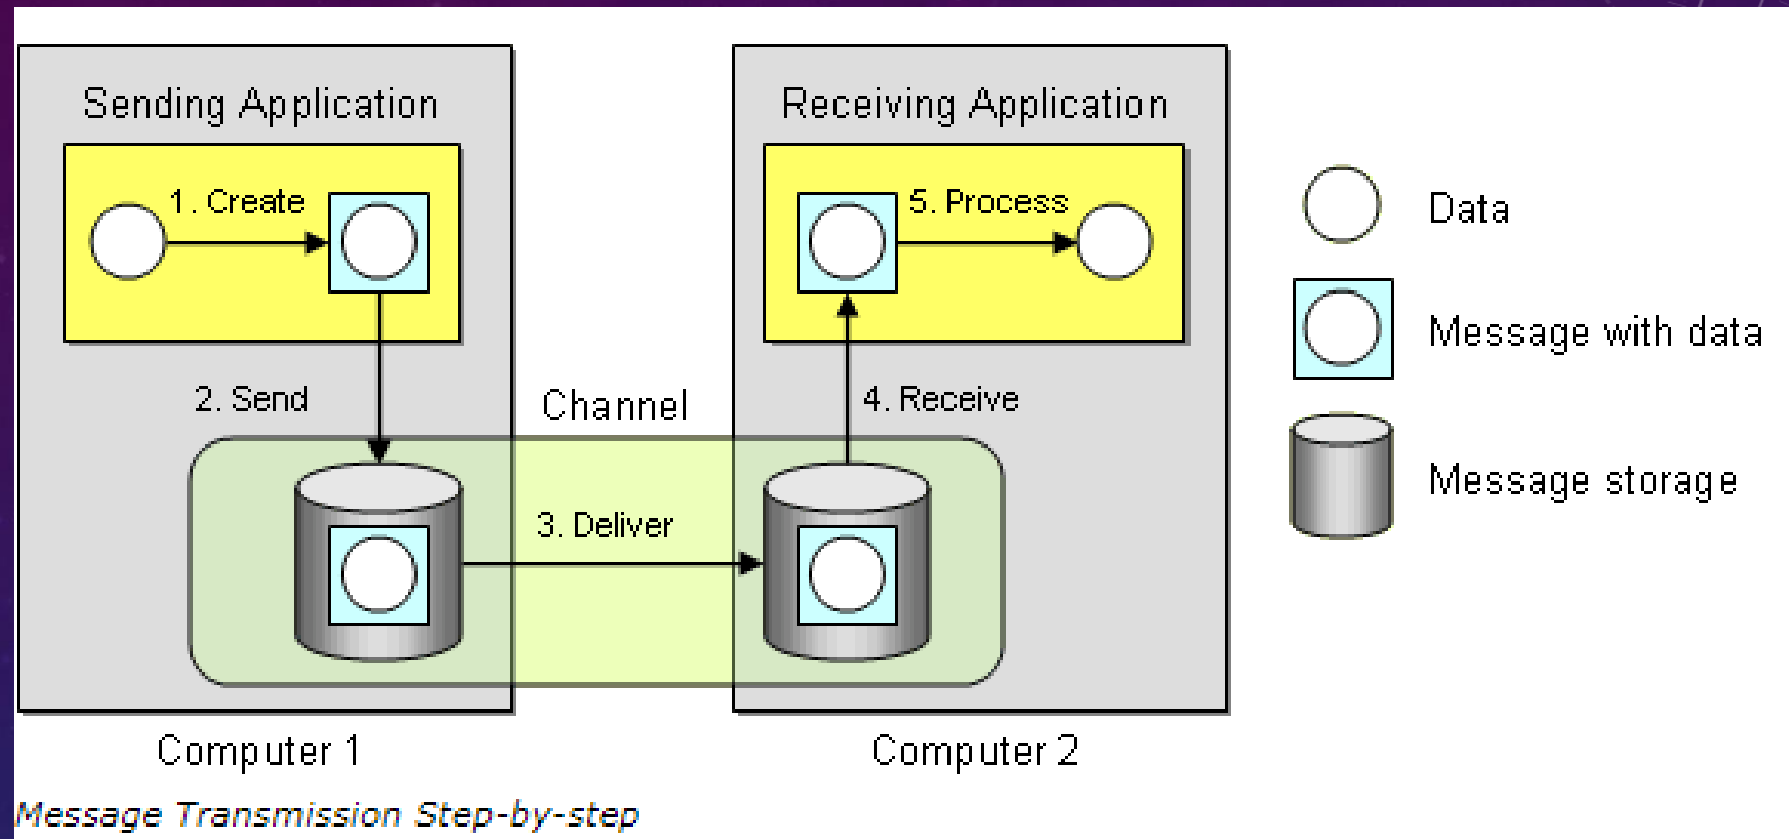 Sending Application
1. Create
2. Send
Channel
3. Deliver
Receiving Application
5. Process
4. Receive
Computer 1
Computer 2
Data
Message with data
Message storage
Message Transmission Step-by-step